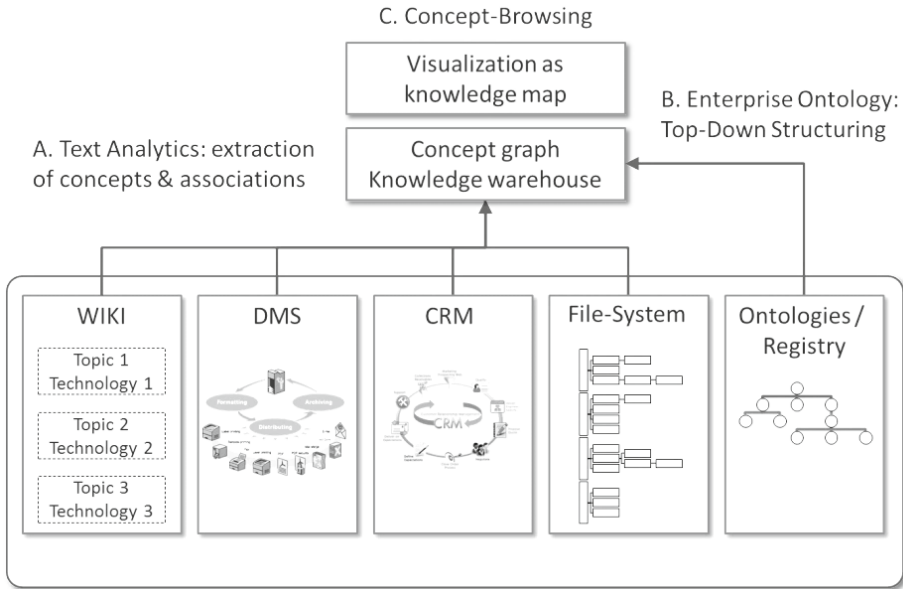 C. Concept-Browsing
Visualization as
knowledge map
B. Enterprise Ontology:
Top-Down Structuring
A. Text Analytics: extraction
of concepts & associations
Concept graph
Knowledge warehouse
WIKI
Topic 1
Technology 1
Topic 2
Technology 2
Topic 3
Technology 3
DMS
Formatting
Archiving
Distributing
CRM
CRM
File-System
Ontologies /
Registry